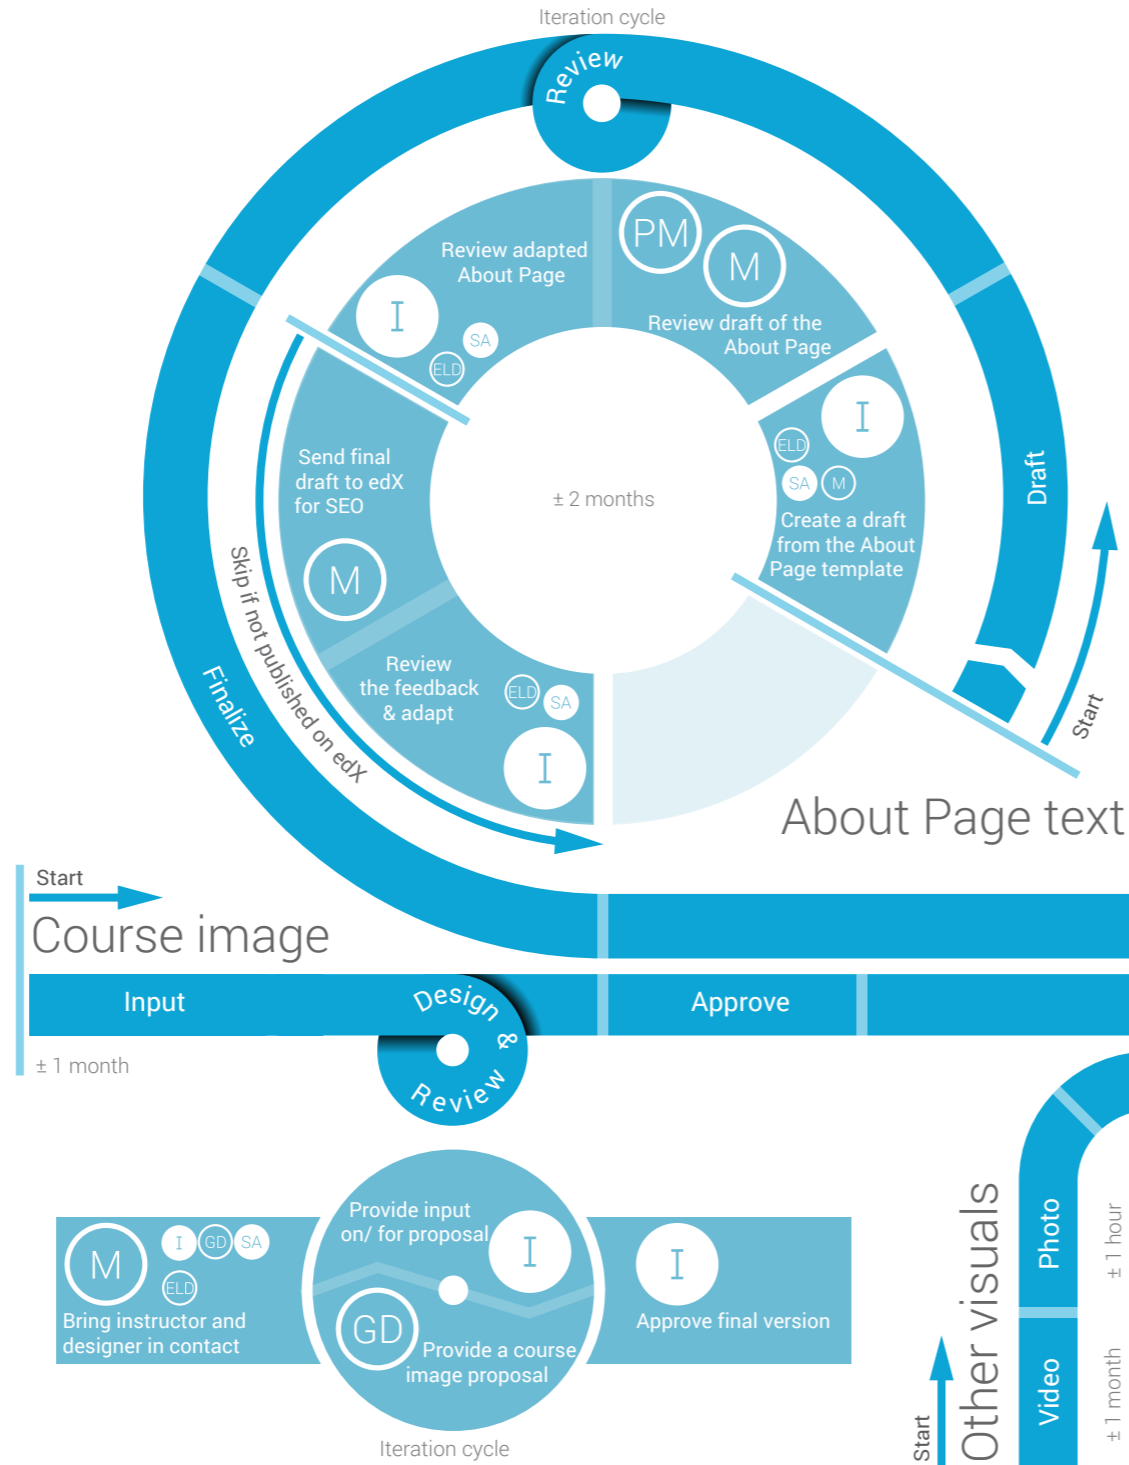 Iteration cycle
Review
PM
M
Review draft of the
About Page
Review adapted
About Page
I
SA
ELD
I
ELD
SA
M
Create a draft
from the About
Page template
Draft
Start
± 2 months
Send final
draft to edX
for SEO
M
Skip if not published on edX
Finalize
Review
the feedback
& adapt
ELD
SA
I
About Page text
Start
Course image
Input
Design & Review
Approve
± 1 month
M
I
GD
SA
ELD
Bring instructor and
designer in contact
Provide input
on/ for proposal
I
GD
Provide a course
image proposal
Iteration cycle
I
Approve final version
Start
Other visuals
Photo
± 1 hour
Video
± 1 month